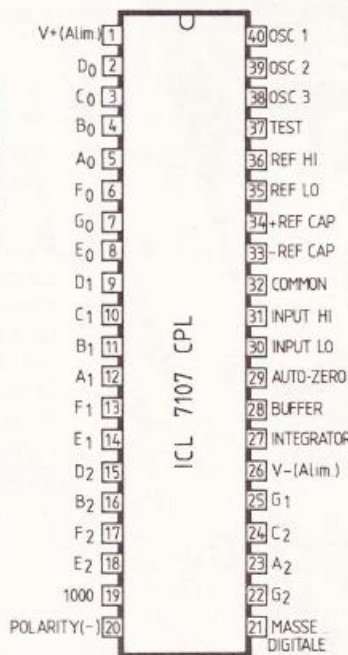 V+(Alim.) 1
D0 2
C0 3
B0 4
A0 5
F0 6
G0 7
E0 8
D1 9
C1 10
B1 11
A1 12
F1 13
E1 14
D2 15
B2 16
F2 17
E2 18
1000 19
POLARITY(-) 20
ICL 7107 CPL
40 OSC 1
39 OSC 2
38 OSC 3
37 TEST
36 REF HI
35 REF LO
34 +REF CAP
33 -REF CAP
32 COMMON
31 INPUT HI
30 INPUT LO
29 AUTO-ZERO
28 BUFFER
27 INTEGRATOR
26 V-(Alim.)
25 G1
24 C2
23 A2
22 G2
21 MASSE
DIGITALE